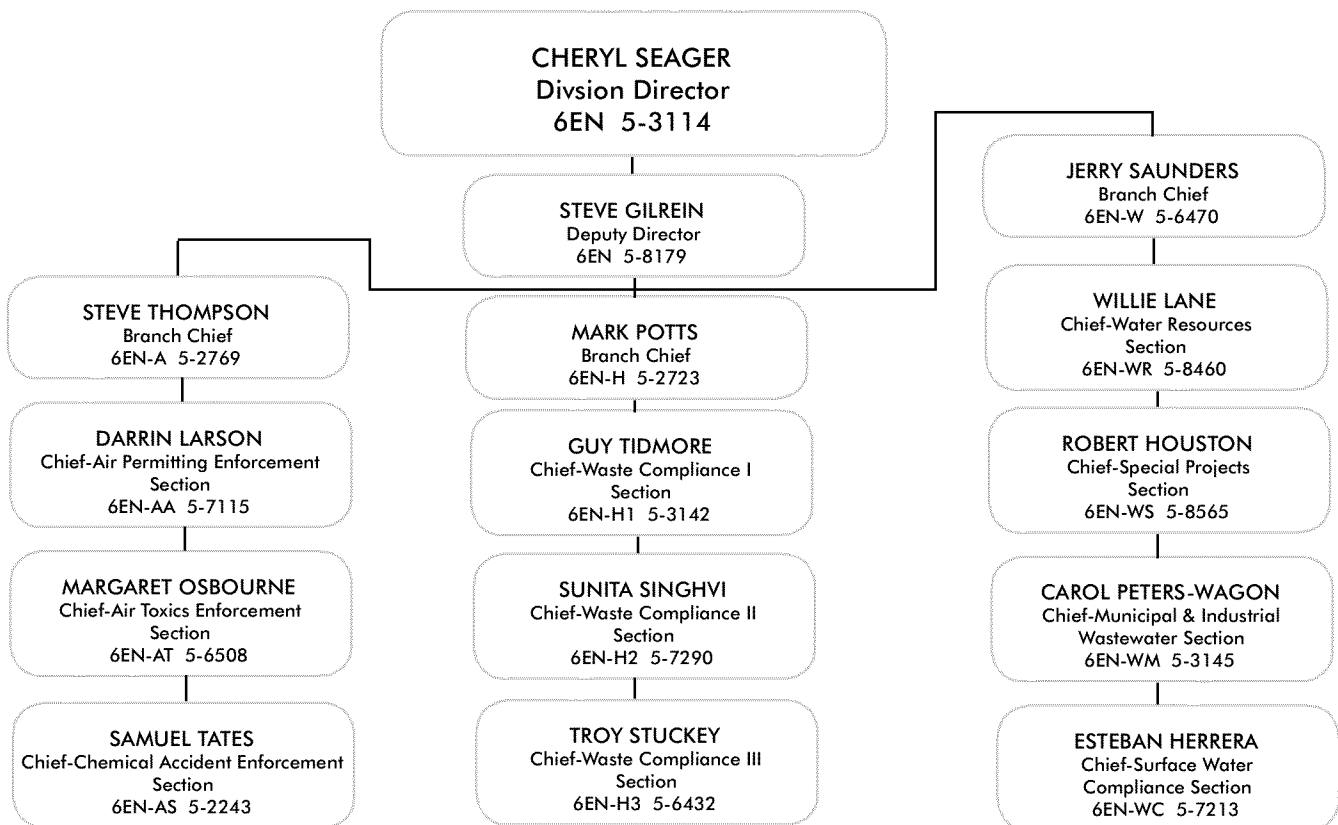 CHERYL SEAGER
Divsion Director
6EN 5-3114
STEVE GILREIN
Deputy Director
6EN 5-8179
STEVE THOMPSON
Branch Chief
6EN-A 5-2769
DARRIN LARSON
Chief-Air Permitting Enforcement
Section
6EN-AA 5-7115
MARGARET OSBOURNE
Chief-Air Toxics Enforcement
Section
6EN-AT 5-6508
SAMUEL TATES
Chief-Chemical Accident Enforcement
Section
6EN-AS 5-2243
MARK POTTS
Branch Chief
6EN-H 5-2723
GUY TIDMORE
Chief-Waste Compliance I
Section
6EN-H1 5-3142
SUNITA SINGHVI
Chief-Waste Compliance II
Section
6EN-H2 5-7290
TROY STUCKEY
Chief-Waste Compliance III
Section
6EN-H3 5-6432
JERRY SAUNDERS
Branch Chief
6EN-W 5-6470
WILLIE LANE
Chief-Water Resources
Section
6EN-WR 5-8460
ROBERT HOUSTON
Chief-Special Projects
Section
6EN-WS 5-8565
CAROL PETERS-WAGON
Chief-Municipal & Industrial
Wastewater Section
6EN-WM 5-3145
ESTEBAN HERRERA
Chief-Surface Water
Compliance Section
6EN-WC 5-7213